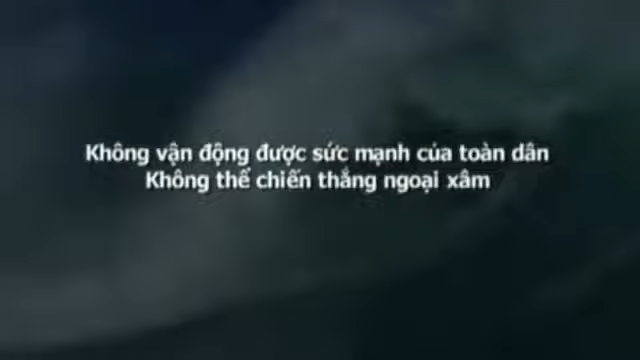 Không vận động được sức mạnh của toàn dân
Không thể chiến thắng ngoại xâm